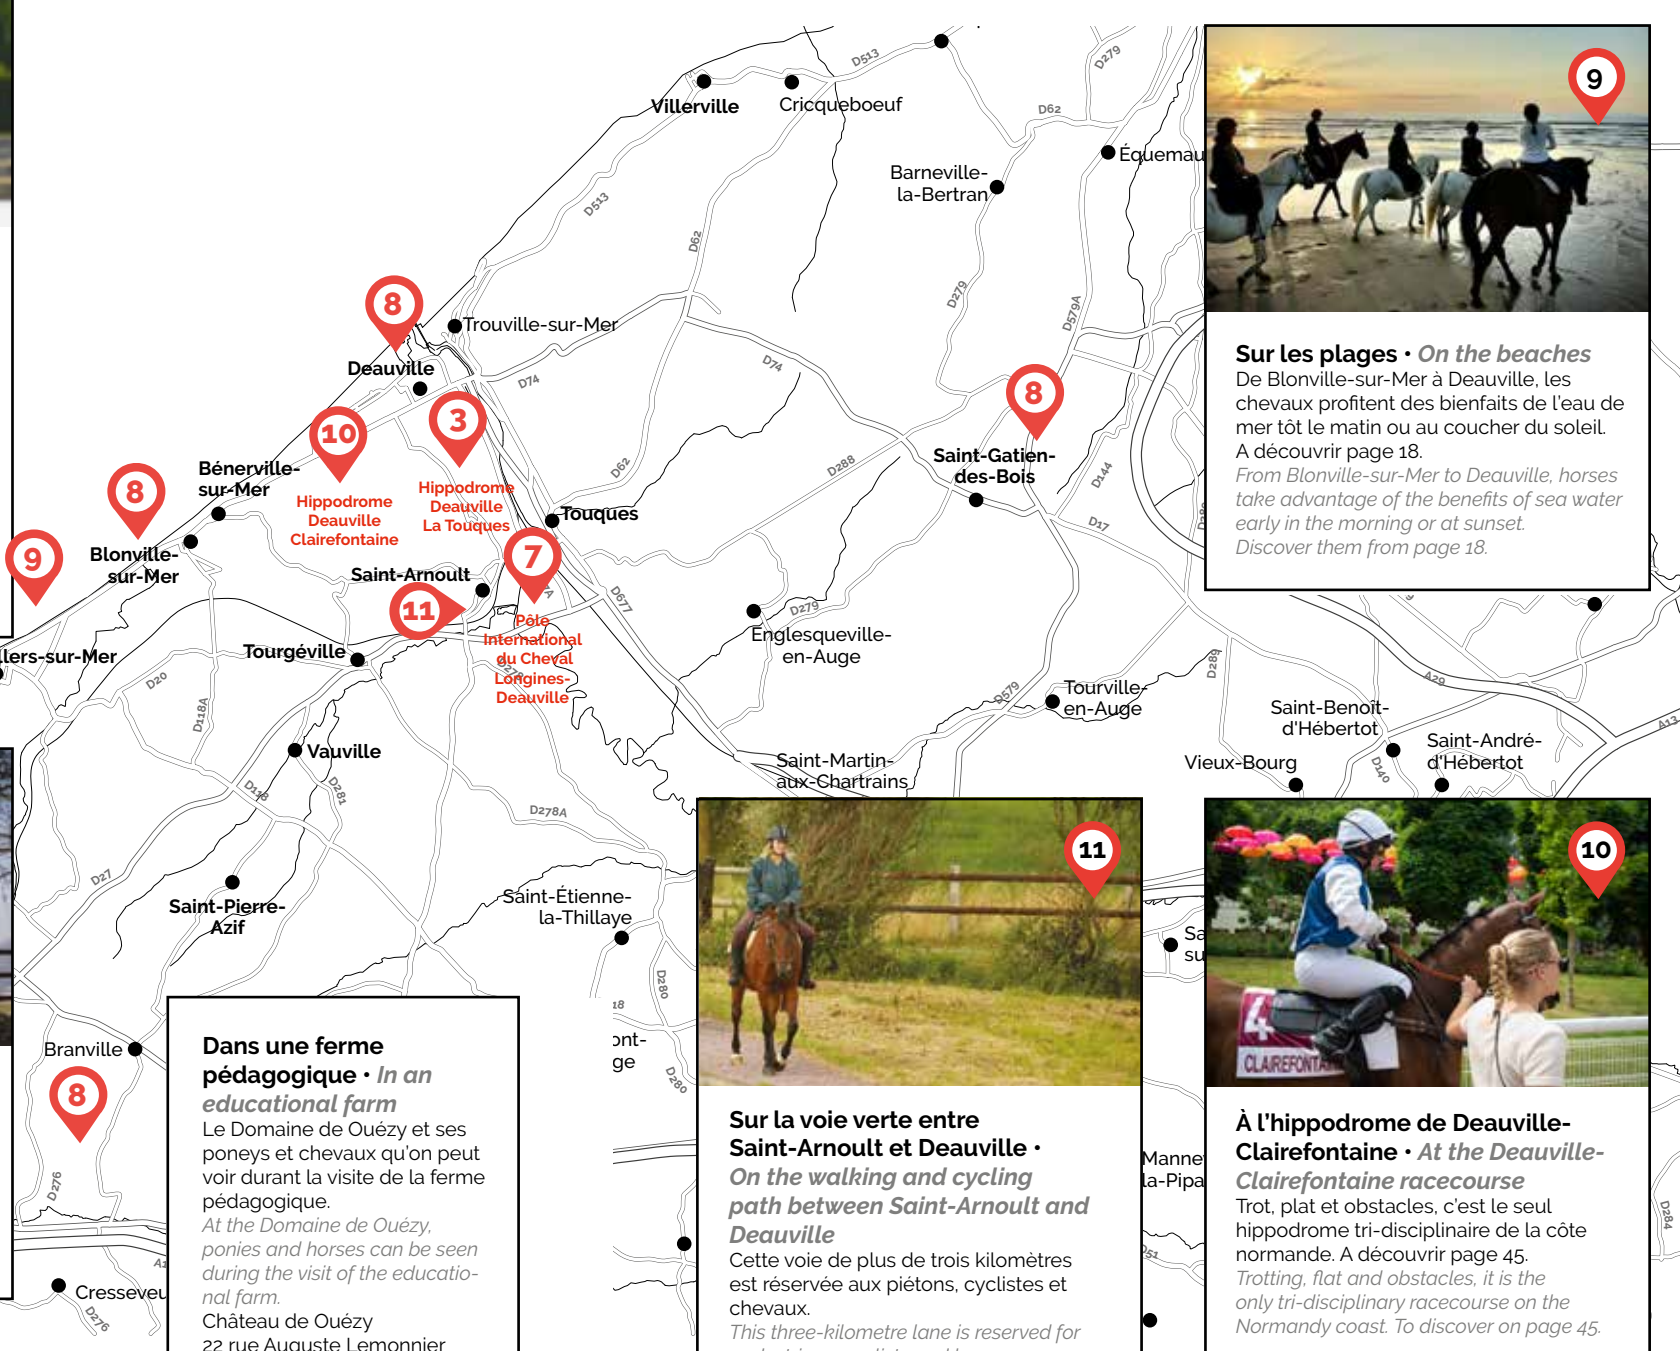 D513
D279
Villerville
Cricqueboeuf
D62
Barneville-
la-Bertran
D513
D62
D279
D579A
8
Trouville-sur-Mer
Deauville
D74
D74
8
3
10
Hippodrome
Deauville
Clairefontaine
Hippodrome
Deauville
La Touques
D62
D288
Saint-Gatien-
des-Bois
D144
D17
Bénerville-
sur-Mer
8
Blonville-
sur-Mer
9
Touques
7
Saint-Arnoult
11
D677
Pôle
International
du Cheval
Longines-
Deauville
D279
Englesqueville-
en-Auge
Tourgéville
D20
D118A
Vauville
D118
D281
D278A
D579
Tourville-
en-Auge
D289
A29
A13
Saint-Benoît-
d'Hébertot
Saint-André-
d'Hébertot
Vieux-Bourg
D140
Saint-Martin-
aux-Chartrains
D27
Saint-Pierre-
Azif
Saint-Étienne-
la-Thillaye
D280
D280
Branville
8
D276
D276
D284
9
Sur les plages • On the beaches
De Blonville-sur-Mer à Deauville, les
chevaux profitent des bienfaits de l'eau de
mer tôt le matin ou au coucher du soleil.
A découvrir page 18.
From Blonville-sur-Mer to Deauville, horses
take advantage of the benefits of sea water
early in the morning or at sunset.
Discover them from page 18.
Dans une ferme
pédagogique • In an
educational farm
Le Domaine de Ouézy et ses
poneys et chevaux qu'on peut
voir durant la visite de la ferme
pédagogique.
At the Domaine de Ouézy,
ponies and horses can be seen
during the visit of the educatio-
nal farm.
Château de Ouézy
22 rue Auguste Lemonnier
11
Sur la voie verte entre
Saint-Arnoult et Deauville •
On the walking and cycling
path between Saint-Arnoult and
Deauville
Cette voie de plus de trois kilomètres
est réservée aux piétons, cyclistes et
chevaux.
This three-kilometre lane is reserved for
10
4
À l'hippodrome de Deauville-
Clairefontaine • At the Deauville-
Clairefontaine racecourse
Trot, plat et obstacles, c'est le seul
hippodrome tri-disciplinaire de la côte
normande. A découvrir page 45.
Trotting, flat and obstacles, it is the
only tri-disciplinary racecourse on the
Normandy coast. To discover on page 45.